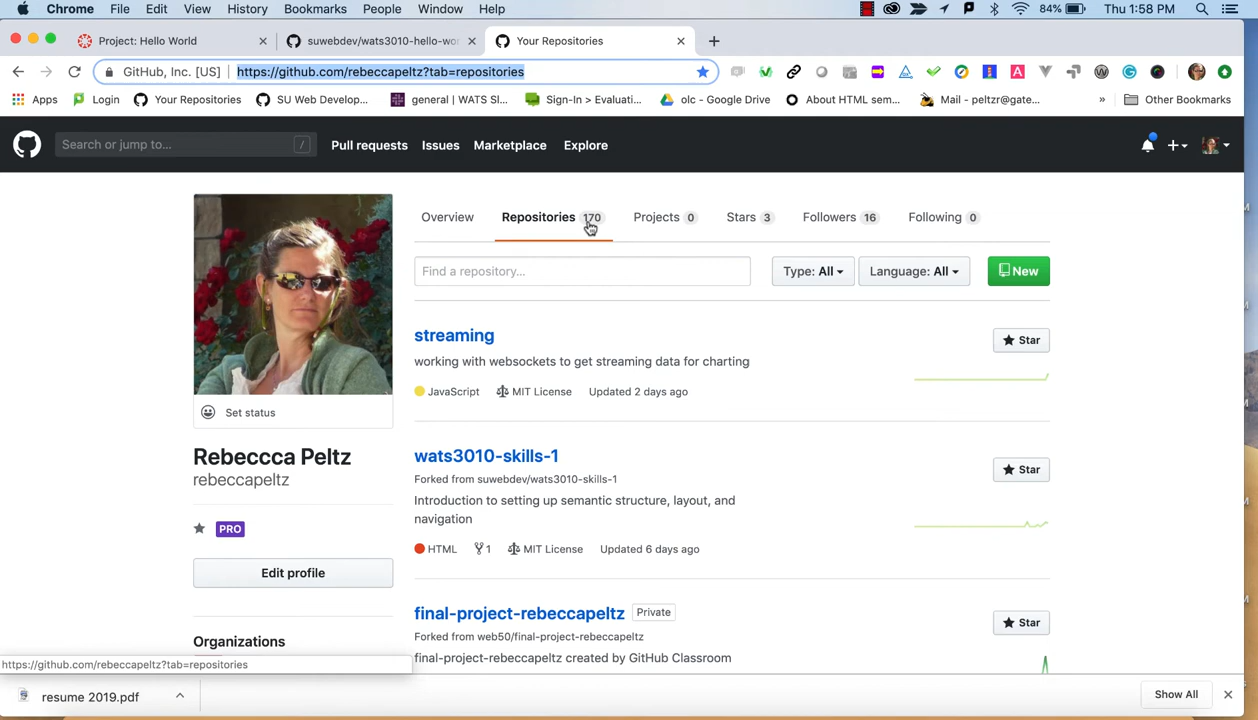 Chrome File Edit View History Bookmarks People Window Help 84% Thu 1:58 PM
Project: Hello World suwebdev/wats3010-hello-wo Your Repositories
GitHub, Inc. [US] https://github.com/rebeccapeltz?tab=repositories
Apps Login Your Repositories SU Web Develop... general | WATS Sl... Sign-In > Evaluati... olc - Google Drive About HTML sem... Mail - peltzr@gate... » Other Bookmarks
Search or jump to... / Pull requests Issues Marketplace Explore
Overview Repositories 170 Projects 0 Stars 3 Followers 16 Following 0
Find a repository... Type: All Language: All New
streaming Star
working with websockets to get streaming data for charting
JavaScript MIT License Updated 2 days ago
Set status
Rebeccca Peltz
rebeccapeltz
PRO
Edit profile
Organizations
wats3010-skills-1 Star
Forked from suwebdev/wats3010-skills-1
Introduction to setting up semantic structure, layout, and
navigation
HTML 1 MIT License Updated 6 days ago
final-project-rebeccapeltz Private Star
Forked from web50/final-project-rebeccapeltz
final-project-rebeccapeltz created by GitHub Classroom
https://github.com/rebeccapeltz?tab=repositories
resume 2019.pdf Show All